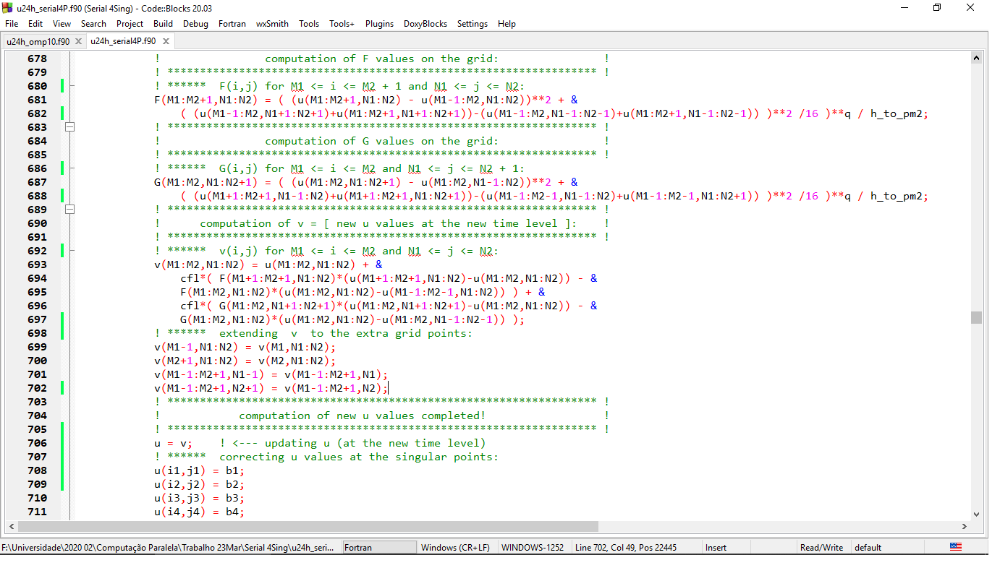 u24h_serial4P.f90 (Serial 4Sing) - Code::Blocks 20.03
File Edit View Search Project Build Debug Fortran wxSmith Tools Tools+ Plugins DoxyBlocks Settings Help
u24h_omp10.f90 u24h_serial4P.f90
678 ! computation of F values on the grid: !
679 ! ****************************************************************** !
680 ! ****** F(i,j) for M1 <= i <= M2 + 1 and N1 <= j <= N2:
681 F(M1:M2+1,N1:N2) = ( (u(M1:M2+1,N1:N2) - u(M1-1:M2,N1:N2))**2 + &
682 ( (u(M1-1:M2,N1+1:N2+1)+u(M1:M2+1,N1+1:N2+1))-(u(M1-1:M2,N1-1:N2-1)+u(M1:M2+1,N1-1:N2-1)) )**2 /16 )**q / h_to_pm2;
683 ! ****************************************************************** !
684 ! computation of G values on the grid: !
685 ! ****************************************************************** !
686 ! ****** G(i,j) for M1 <= i <= M2 and N1 <= j <= N2 + 1:
687 G(M1:M2,N1:N2+1) = ( (u(M1:M2,N1:N2+1) - u(M1:M2,N1-1:N2))**2 + &
688 ( (u(M1+1:M2+1,N1-1:N2)+u(M1+1:M2+1,N1:N2+1))-(u(M1-1:M2-1,N1-1:N2)+u(M1-1:M2-1,N1:N2+1)) )**2 /16 )**q / h_to_pm2;
689 ! ****************************************************************** !
690 ! computation of v = [ new u values at the new time level ]: !
691 ! ****************************************************************** !
692 ! ****** v(i,j) for M1 <= i <= M2 and N1 <= j <= N2:
693 v(M1:M2,N1:N2) = u(M1:M2,N1:N2) + &
694 cfl*( F(M1+1:M2+1,N1:N2)*(u(M1+1:M2+1,N1:N2)-u(M1:M2,N1:N2)) - &
695 F(M1:M2,N1:N2)*(u(M1:M2,N1:N2)-u(M1-1:M2-1,N1:N2)) ) + &
696 cfl*( G(M1:M2,N1+1:N2+1)*(u(M1:M2,N1+1:N2+1)-u(M1:M2,N1:N2)) - &
697 G(M1:M2,N1:N2)*(u(M1:M2,N1:N2)-u(M1:M2,N1-1:N2-1)) );
698 ! ****** extending v to the extra grid points:
699 v(M1-1,N1:N2) = v(M1,N1:N2);
700 v(M2+1,N1:N2) = v(M2,N1:N2);
701 v(M1-1:M2+1,N1-1) = v(M1-1:M2+1,N1);
702 v(M1-1:M2+1,N2+1) = v(M1-1:M2+1,N2);
703 ! ****************************************************************** !
704 ! computation of new u values completed! !
705 ! ****************************************************************** !
706 u = v; ! <--- updating u (at the new time level)
707 ! ****** correcting u values at the singular points:
708 u(i1,j1) = b1;
709 u(i2,j2) = b2;
710 u(i3,j3) = b3;
711 u(i4,j4) = b4;
F:\Universidade\2020 02\Computação Paralela\Trabalho 23Mar\Serial 4Sing\u24h_seri... Fortran Windows (CR+LF) WINDOWS-1252 Line 702, Col 49, Pos 22445 Insert Read/Write default